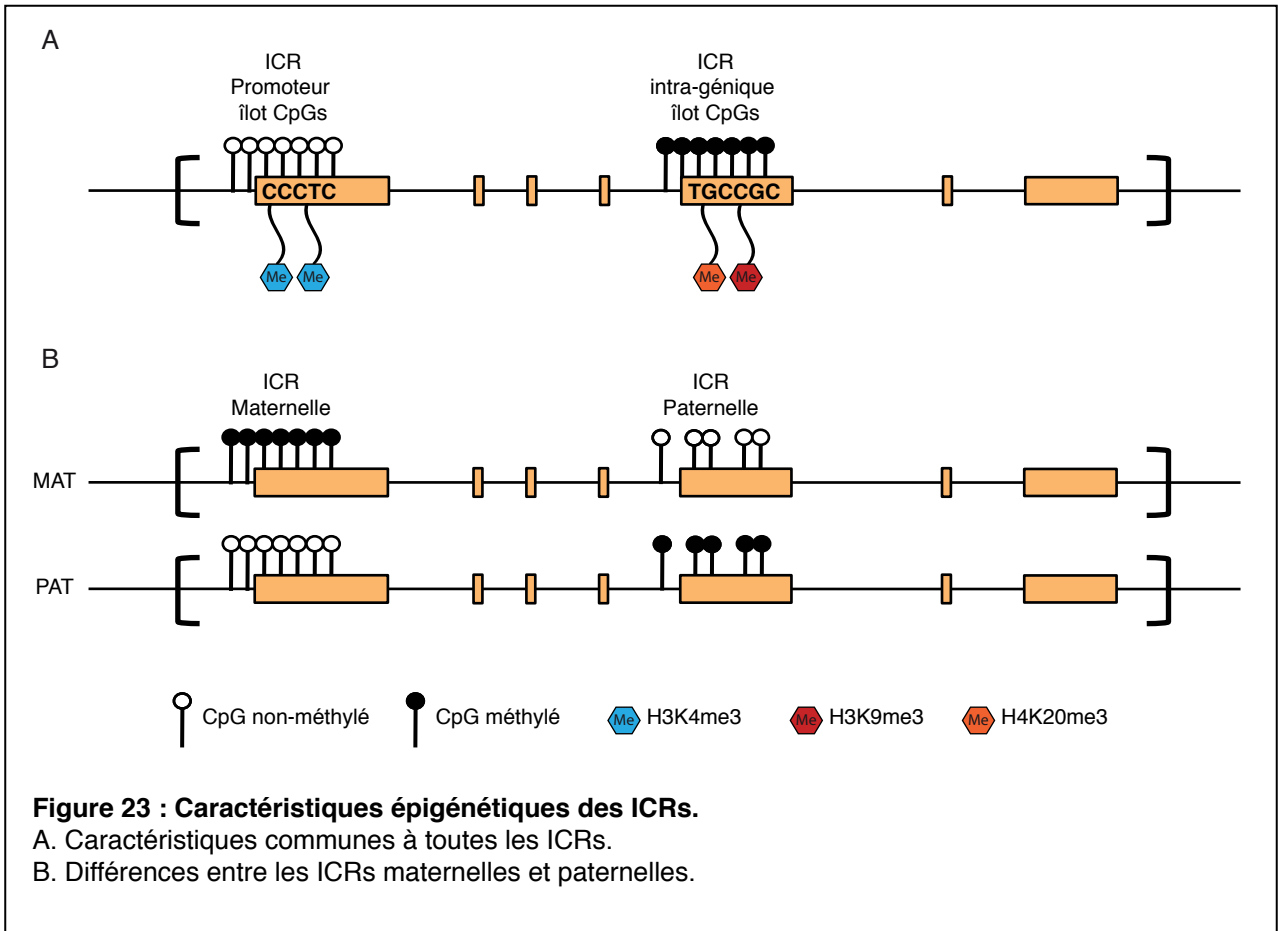 A
ICR
Promoteur
îlot CpGs
ICR
intra-génique
îlot CpGs
CCCTC
TGCCGC
Me
Me
Me
Me
B
ICR
Maternelle
ICR
Paternelle
MAT
PAT
CpG non-méthylé
CpG méthylé
Me H3K4me3
Me H3K9me3
Me H4K20me3
Figure 23 : Caractéristiques épigénétiques des ICRs.
A. Caractéristiques communes à toutes les ICRs.
B. Différences entre les ICRs maternelles et paternelles.